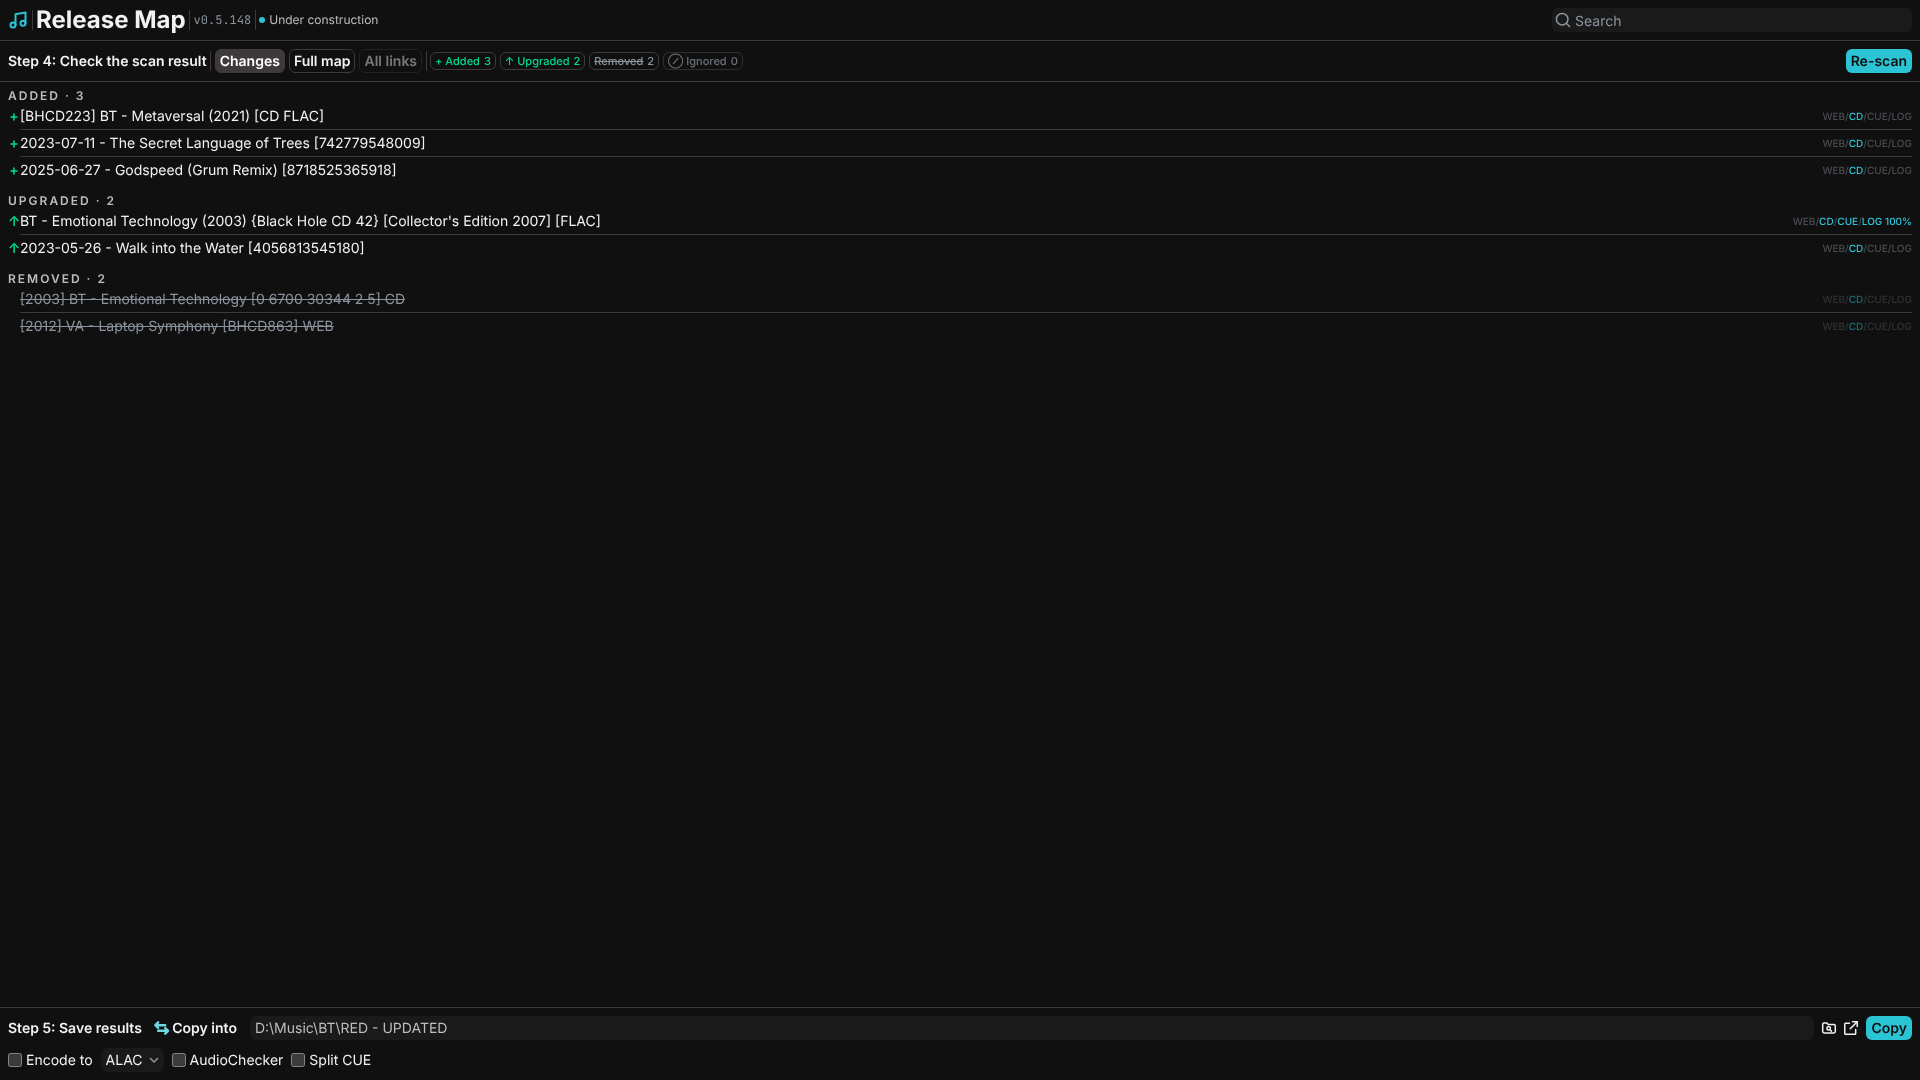 Release Map v0.5.148 Under construction Search
Step 4: Check the scan result Changes Full map All links + Added 3 ↑ Upgraded 2 Removed 2 Ignored 0 Re-scan
ADDED · 3
+ [BHCD223] BT - Metaversal (2021) [CD FLAC] WEB/CD/CUE/LOG
+ 2023-07-11 - The Secret Language of Trees [742779548009] WEB/CD/CUE/LOG
+ 2025-06-27 - Godspeed (Grum Remix) [8718525365918] WEB/CD/CUE/LOG
UPGRADED · 2
↑ BT - Emotional Technology (2003) {Black Hole CD 42} [Collector's Edition 2007] [FLAC] WEB/CD/CUE/LOG 100%
↑ 2023-05-26 - Walk into the Water [4056813545180] WEB/CD/CUE/LOG
REMOVED · 2
[2003] BT - Emotional Technology [0 6700 30344 2 5] CD WEB/CD/CUE/LOG
[2012] VA - Laptop Symphony [BHCD863] WEB WEB/CD/CUE/LOG
Step 5: Save results Copy into D:\Music\BT\RED - UPDATED Copy
Encode to ALAC AudioChecker Split CUE